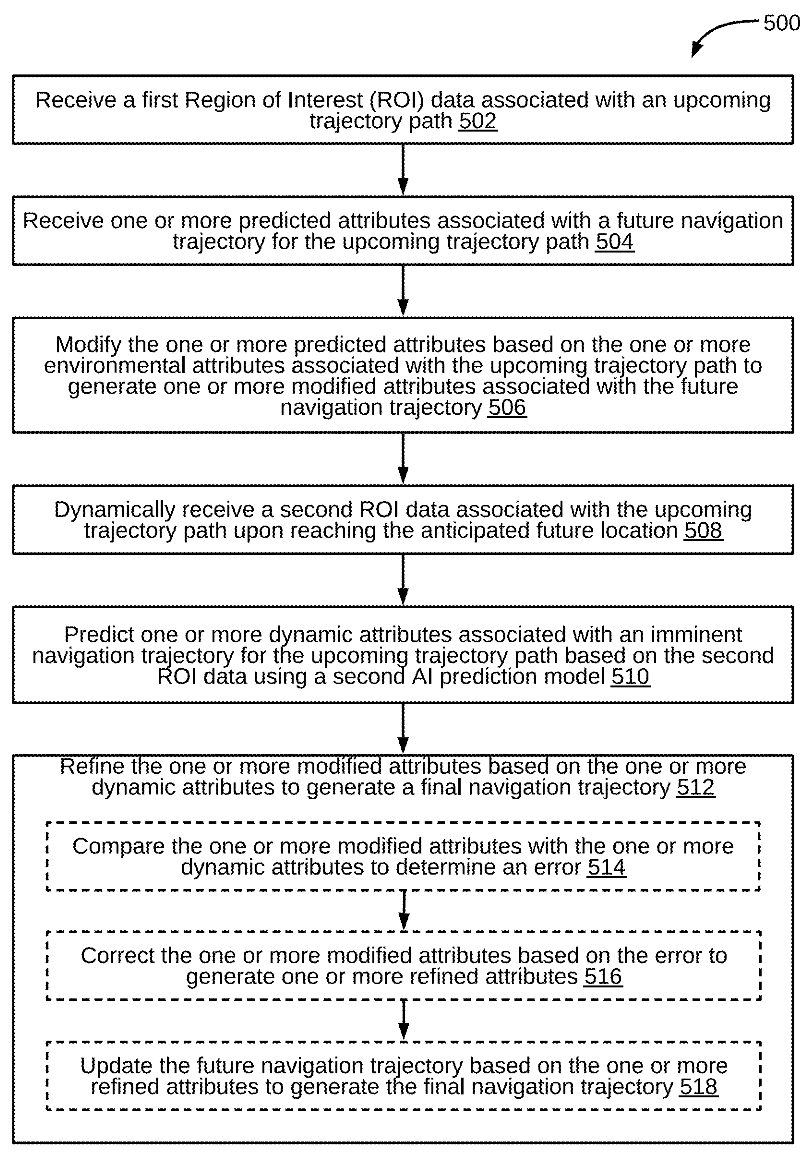 500
Receive a first Region of Interest (ROI) data associated with an upcoming
trajectory path 502
Receive one or more predicted attributes associated with a future navigation
trajectory for the upcoming trajectory path 504
Modify the one or more predicted attributes based on the one or more
environmental attributes associated with the upcoming trajectory path to
generate one or more modified attributes associated with the future
navigation trajectory 506
Dynamically receive a second ROI data associated with the upcoming
trajectory path upon reaching the anticipated future location 508
Predict one or more dynamic attributes associated with an imminent
navigation trajectory for the upcoming trajectory path based on the second
ROI data using a second AI prediction model 510
Refine the one or more modified attributes based on the one or more
dynamic attributes to generate a final navigation trajectory 512
Compare the one or more modified attributes with the one or more
dynamic attributes to determine an error 514
Correct the one or more modified attributes based on the error to
generate one or more refined attributes 516
Update the future navigation trajectory based on the one or more
refined attributes to generate the final navigation trajectory 518